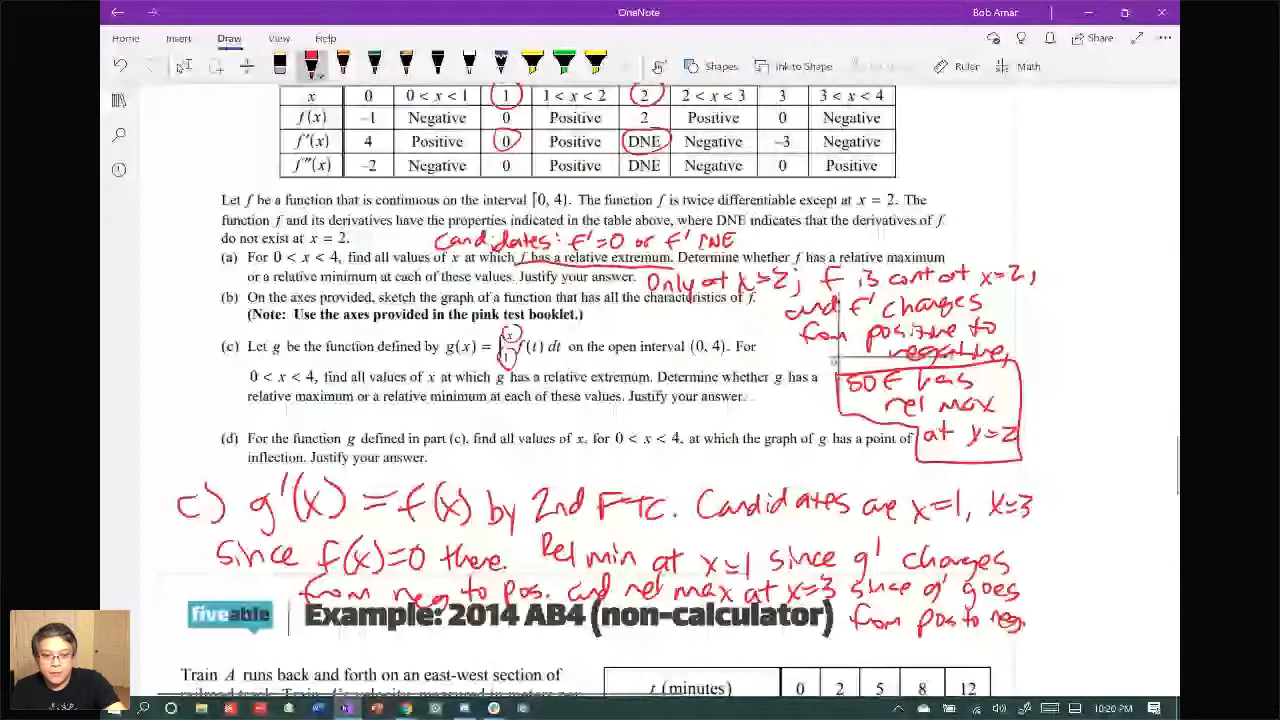 OneNote
Bob Amar
Home Insert Draw View Help
Share
Shapes
Ink to Shape
Ruler
Math
x 0 0 < x < 1 1 1 < x < 2 2 2 < x < 3 3 3 < x < 4
f(x) −1 Negative 0 Positive 2 Positive 0 Negative
f′(x) 4 Positive 0 Positive DNE Negative −3 Negative
f″(x) −2 Negative 0 Positive DNE Negative 0 Positive
Let f be a function that is continuous on the interval [0, 4). The function f is twice differentiable except at x = 2. The
function f and its derivatives have the properties indicated in the table above, where DNE indicates that the derivatives of f
do not exist at x = 2.
Candidates: f'=0 or f' DNE
(a) For 0 < x < 4, find all values of x at which f has a relative extremum. Determine whether f has a relative maximum
or a relative minimum at each of these values. Justify your answer.
Only at x=2; f is cont at x=2,
and f' changes
from positive to
negative,
so f has
rel max
at x=2
(b) On the axes provided, sketch the graph of a function that has all the characteristics of f.
(Note: Use the axes provided in the pink test booklet.)
(c) Let g be the function defined by g(x) = ∫₁ˣ f(t) dt on the open interval (0, 4). For
0 < x < 4, find all values of x at which g has a relative extremum. Determine whether g has a
relative maximum or a relative minimum at each of these values. Justify your answer.
(d) For the function g defined in part (c), find all values of x, for 0 < x < 4, at which the graph of g has a point of
inflection. Justify your answer.
c) g'(x) = f(x) by 2nd FTC. Candidates are x=1, x=3
since f(x)=0 there. Rel min at x=1 since g' changes
from neg to pos. and rel max at x=3 since g' goes
from pos to neg.
fiveable Example: 2014 AB4 (non-calculator)
Train A runs back and forth on an east-west section of
t (minutes) 0 2 5 8 12
10:20 PM